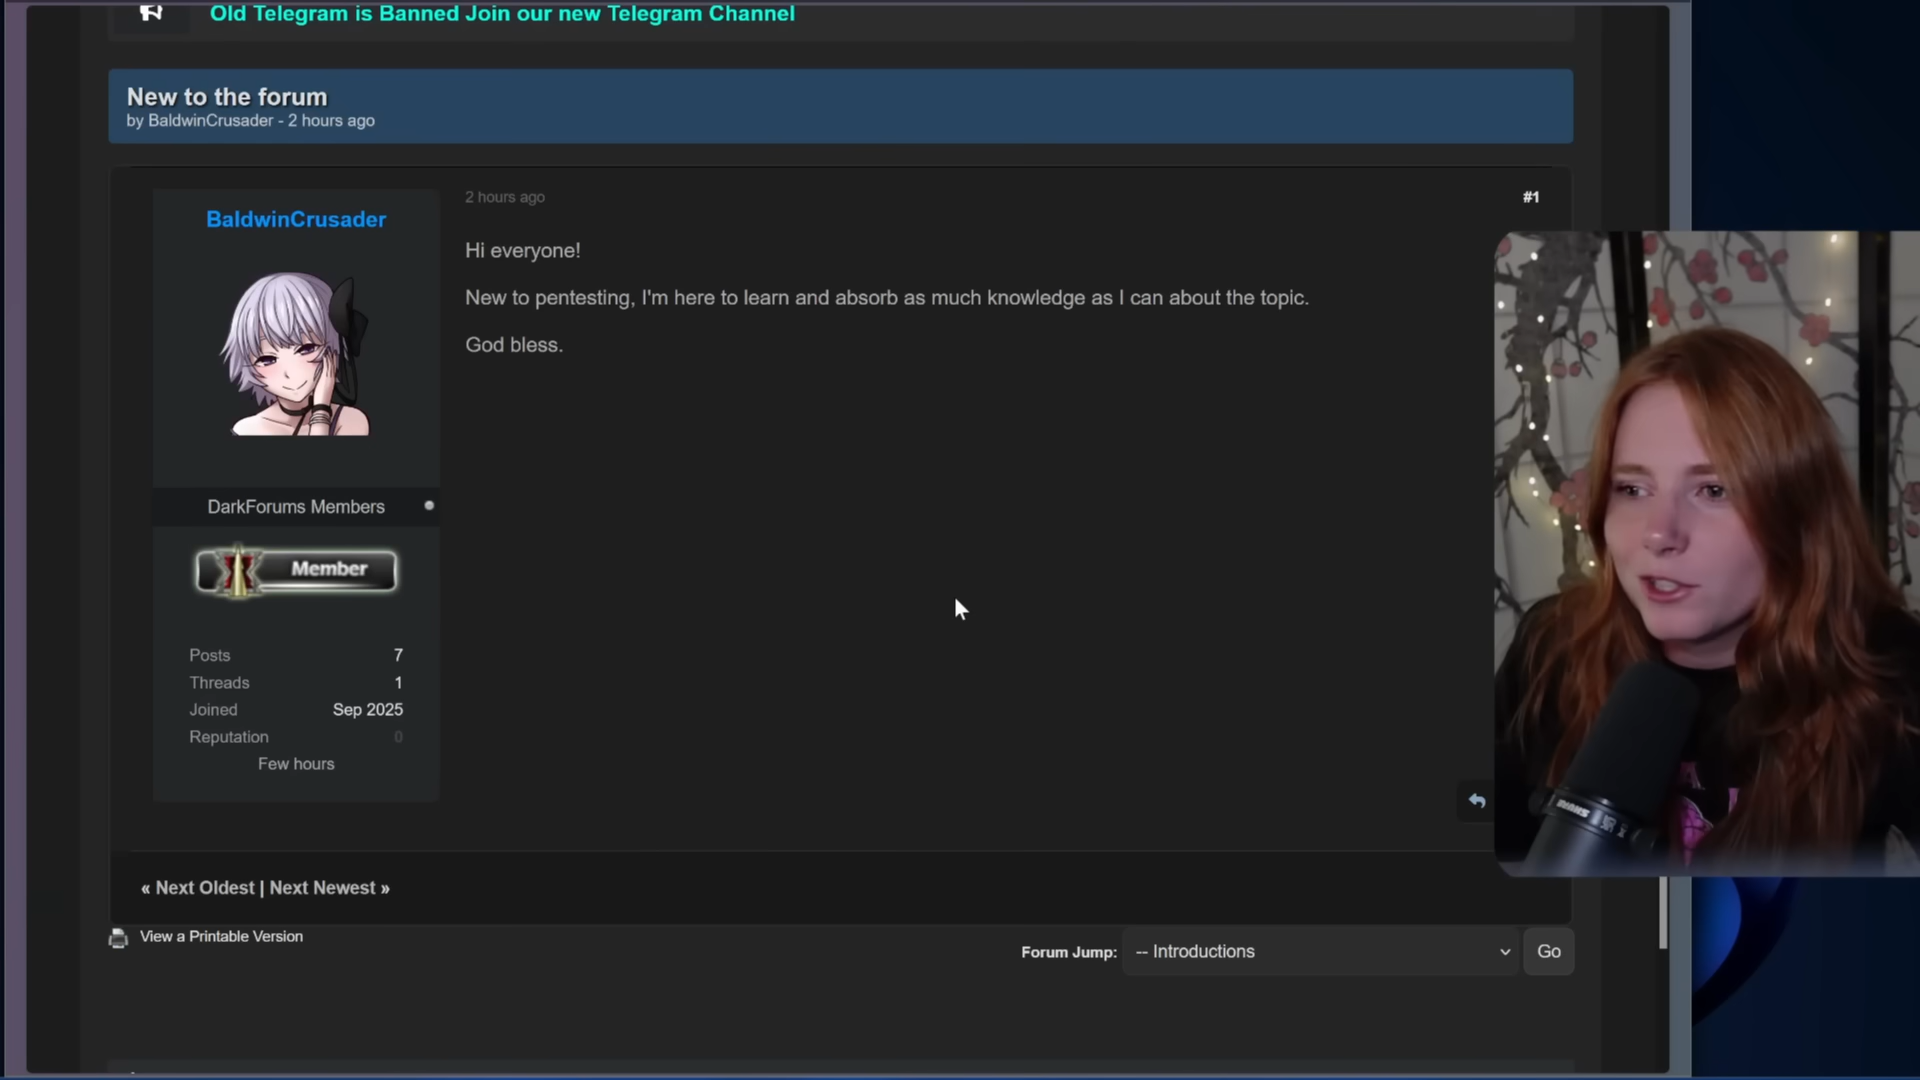 Old Telegram is Banned Join our new Telegram Channel
New to the forum
by BaldwinCrusader - 2 hours ago
BaldwinCrusader
2 hours ago
#1
Hi everyone!
New to pentesting, I'm here to learn and absorb as much knowledge as I can about the topic.
God bless.
DarkForums Members
Member
Posts 7
Threads 1
Joined Sep 2025
Reputation 0
Few hours
« Next Oldest | Next Newest »
View a Printable Version
Forum Jump: -- Introductions Go